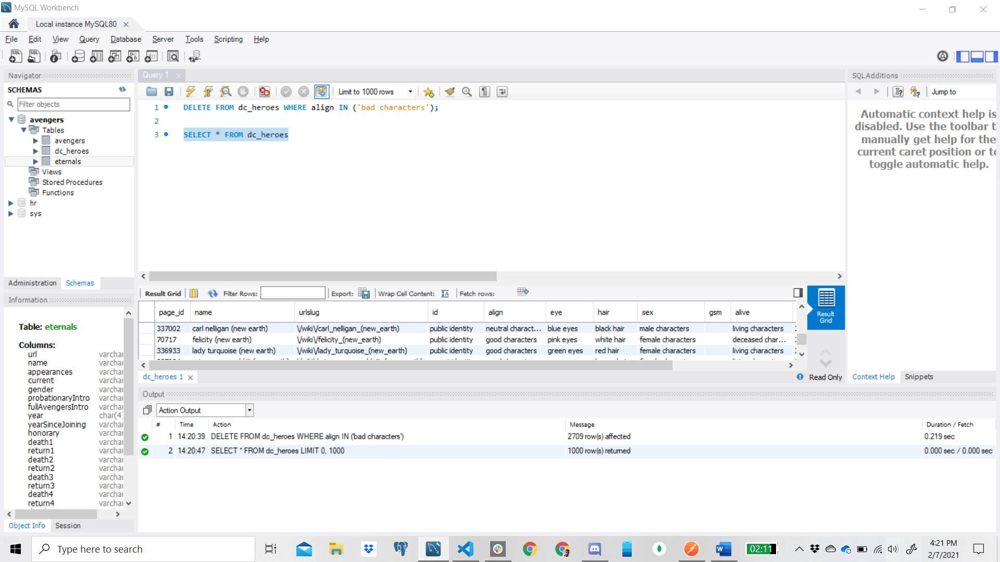 MySQL Workbench
Local instance MySQL80
File Edit View Query Database Server Tools Scripting Help
Navigator
SCHEMAS
Filter objects
avengers
Tables
avengers
dc_heroes
eternals
Views
Stored Procedures
Functions
hr
sys
Administration Schemas
Information
Table: eternals
Columns:
url varchar
name varchar
appearances varchar
current varchar
gender varchar
probationaryIntro varchar
fullAvengersIntro varchar
year char(4
yearSinceJoining varchar
honorary varchar
death1 varchar
return1 varchar
death2 varchar
return2 varchar
death3 varchar
return3 varchar
death4 varchar
return4 varchar
Object Info Session
Query 1
Limit to 1000 rows
1 DELETE FROM dc_heroes WHERE align IN ('bad characters');
2
3 SELECT * FROM dc_heroes
Result Grid Filter Rows: Export: Wrap Cell Content: Fetch rows:
page_id name urlslug id align eye hair sex gsm alive
337002 carl nelligan (new earth) \/wiki\/carl_nelligan_(new_earth) public identity neutral charact... blue eyes black hair male characters living characters
70717 felicity (new earth) \/wiki\/felicity_(new_earth) public identity good characters pink eyes white hair female characters deceased char...
336933 lady turquoise (new earth) \/wiki\/lady_turquoise_(new_earth) public identity good characters green eyes red hair female characters living characters
Result
Grid
dc_heroes 1
Read Only
Output
Action Output
# Time Action Message Duration / Fetch
1 14:20:39 DELETE FROM dc_heroes WHERE align IN ('bad characters') 2709 row(s) affected 0.219 sec
2 14:20:47 SELECT * FROM dc_heroes LIMIT 0, 1000 1000 row(s) returned 0.000 sec / 0.000 sec
SQLAdditions
Jump to
Automatic context help is
disabled. Use the toolbar t
manually get help for the
current caret position or to
toggle automatic help.
Context Help Snippets
Type here to search
02:11
4:21 PM
2/7/2021